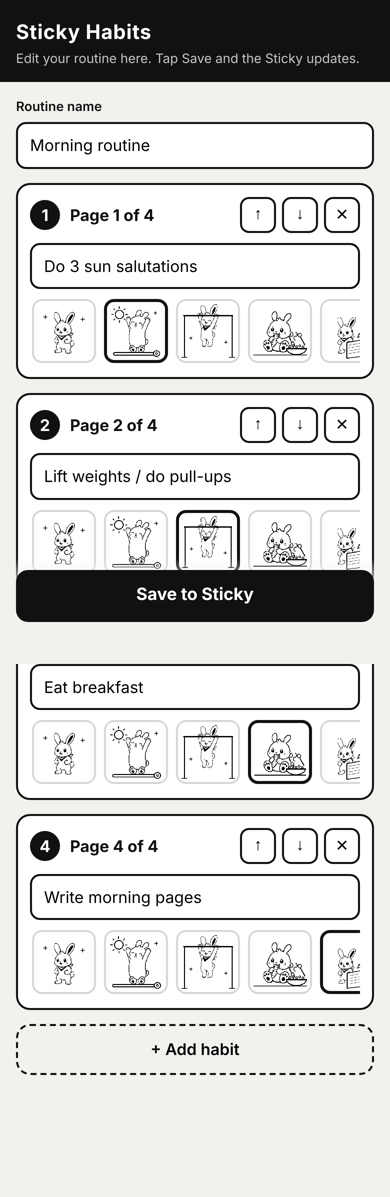 Sticky Habits
Edit your routine here. Tap Save and the Sticky updates.
Routine name
Morning routine
1 Page 1 of 4 ↑ ↓ ✕
Do 3 sun salutations
2 Page 2 of 4 ↑ ↓ ✕
Lift weights / do pull-ups
Save to Sticky
Eat breakfast
4 Page 4 of 4 ↑ ↓ ✕
Write morning pages
+ Add habit